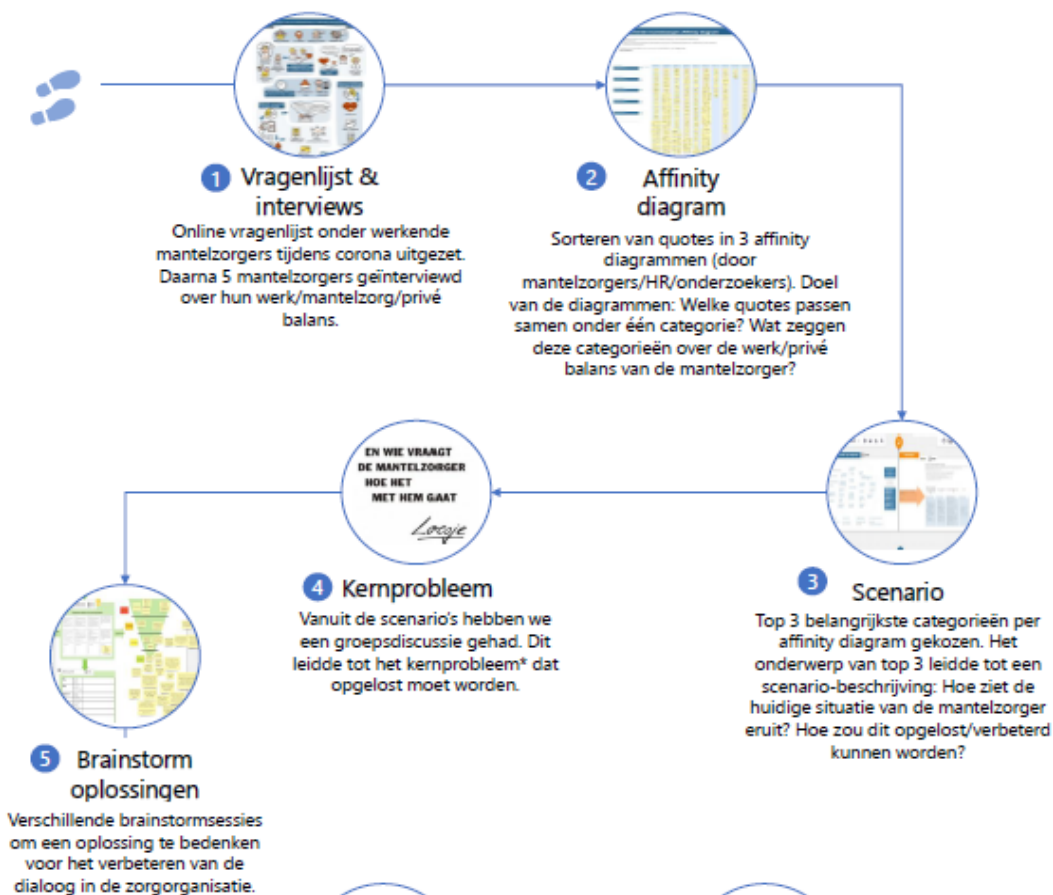 1 Vragenlijst &
interviews
Online vragenlijst onder werkende
mantelzorgers tijdens corona uitgezet.
Daarna 5 mantelzorgers geïnterviewd
over hun werk/mantelzorg/privé
balans.
2 Affinity
diagram
Sorteren van quotes in 3 affinity
diagrammen (door
mantelzorgers/HR/onderzoekers). Doel
van de diagrammen: Welke quotes passen
samen onder één categorie? Wat zeggen
deze categorieën over de werk/privé
balans van de mantelzorger?
3 Scenario
Top 3 belangrijkste categorieën per
affinity diagram gekozen. Het
onderwerp van top 3 leidde tot een
scenario-beschrijving: Hoe ziet de
huidige situatie van de mantelzorger
eruit? Hoe zou dit opgelost/verbeterd
kunnen worden?
EN WIE VRAAGT
DE MANTELZORGER
HOE HET
MET HEM GAAT
Loesje
4 Kernprobleem
Vanuit de scenario's hebben we
een groepsdiscussie gehad. Dit
leidde tot het kernprobleem* dat
opgelost moet worden.
5 Brainstorm
oplossingen
Verschillende brainstormsessies
om een oplossing te bedenken
voor het verbeteren van de
dialoog in de zorgorganisatie.